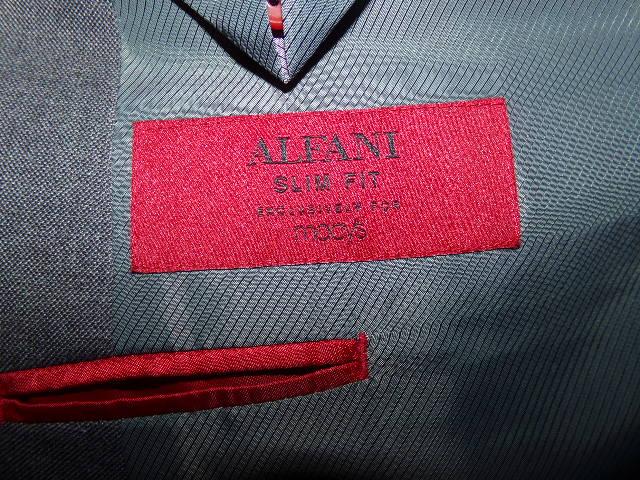 ALFANI
SLIM FIT
EXCLUSIVELY FOR
macy's